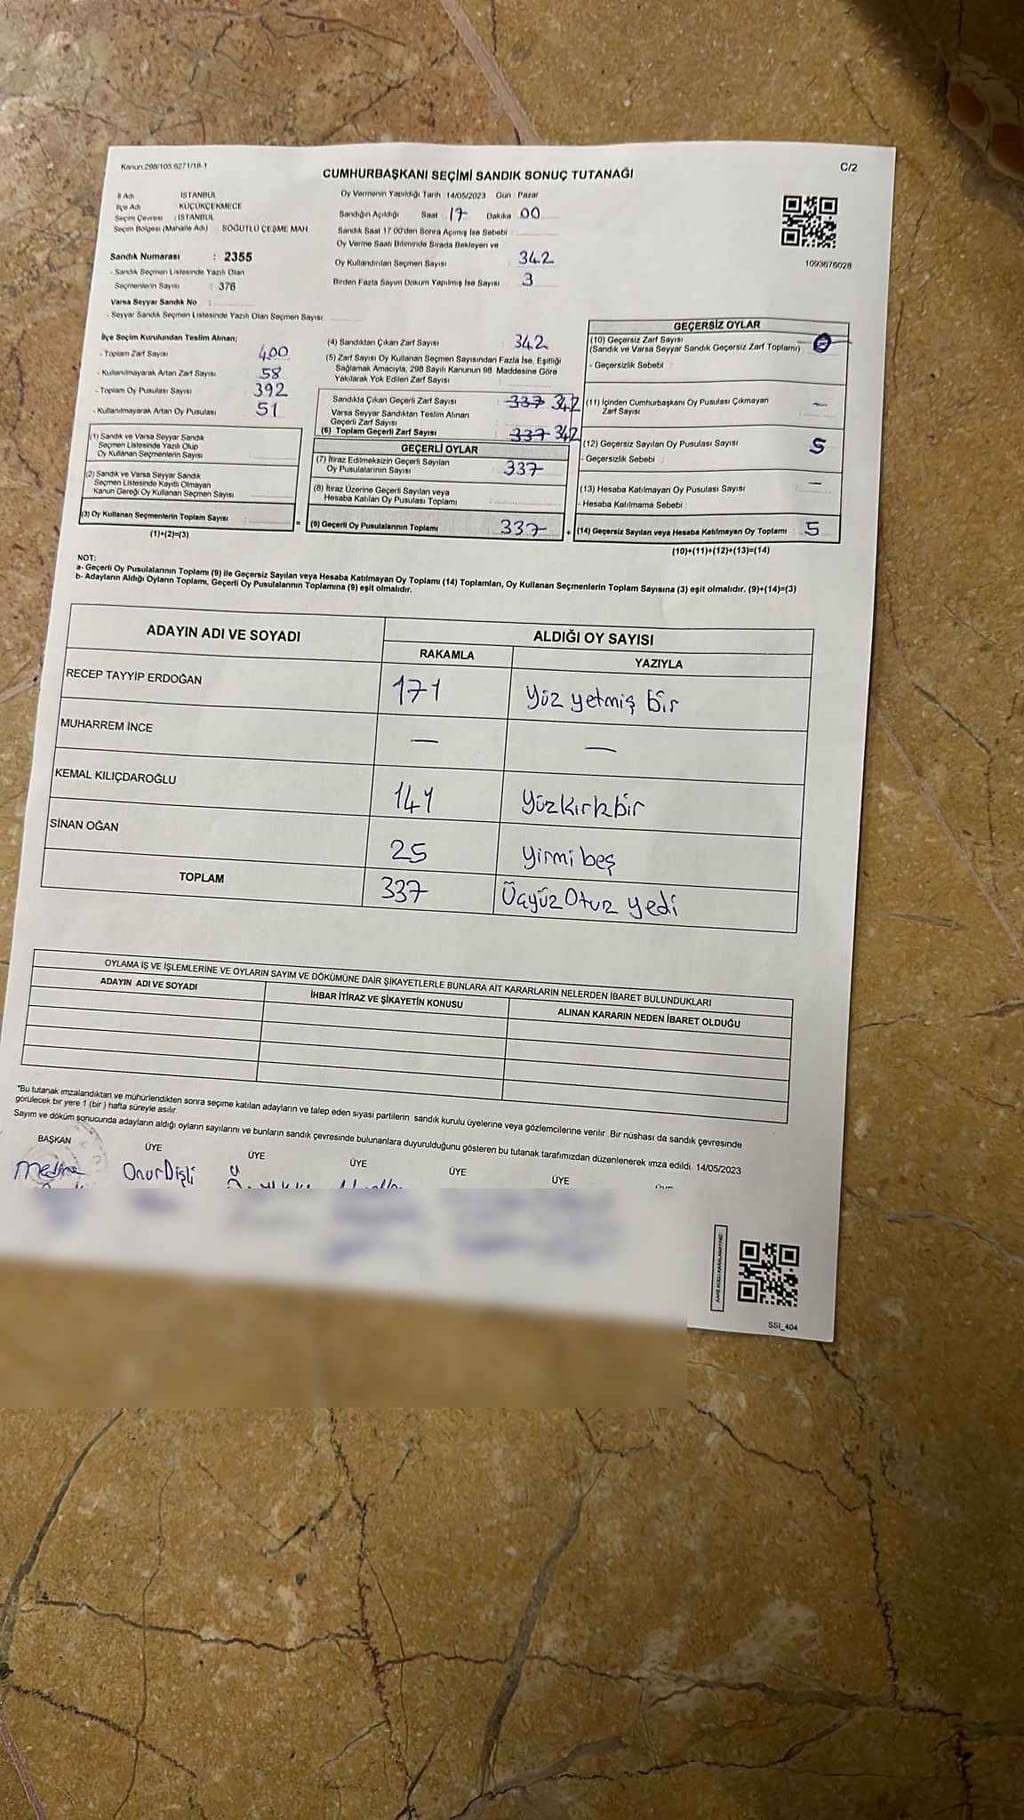 Kanun:298/105 6271/18-1
CUMHURBAŞKANI SEÇİMİ SANDIK SONUÇ TUTANAĞI
C/2
İl Adı İSTANBUL
İlçe Adı KÜÇÜKÇEKMECE
Seçim Çevresi : İSTANBUL
Seçim Bölgesi (Mahalle Adı) SÖĞÜTLÜ ÇEŞME MAH
Sandık Numarası : 2355
- Sandık Seçmen Listesinde Yazılı Olan
Seçmenlerin Sayısı : 376
Varsa Seyyar Sandık No :
- Seyyar Sandık Seçmen Listesinde Yazılı Olan Seçmen Sayısı
Oy Vermenin Yapıldığı Tarih : 14/05/2023 Gün : Pazar
Sandığın Açıldığı Saat 17 Dakika 00
Sandık Saat 17 00'den Sonra Açımış İse Sebebi :
Oy Verme Saati Bitiminde Sırada Bekleyen ve
Oy Kullandırılan Seçmen Sayısı 342
Birden Fazla Sayım Döküm Yapılmış İse Sayısı 3
1093676028
İlçe Seçim Kurulundan Teslim Alınan;
- Toplam Zarf Sayısı 400
- Kullanılmayarak Artan Zarf Sayısı 58
- Toplam Oy Pusulası Sayısı 392
- Kullanılmayarak Artan Oy Pusulası 51
(1) Sandık ve Varsa Seyyar Sandık
Seçmen Listesinde Yazılı Olup
Oy Kullanan Seçmenlerin Sayısı
(2) Sandık ve Varsa Seyyar Sandık
Seçmen Listesinde Kayıtlı Olmayan
Kanun Gereği Oy Kullanan Seçmen Sayısı
(3) Oy Kullanan Seçmenlerin Toplam Sayısı
(1)+(2)=(3)
(4) Sandıktan Çıkan Zarf Sayısı 342
(5) Zarf Sayısı Oy Kullanan Seçmen Sayısından Fazla İse, Eşitliği
Sağlamak Amacıyla, 298 Sayılı Kanunun 98 Maddesine Göre
Yakılarak Yok Edilen Zarf Sayısı :
Sandıkta Çıkan Geçerli Zarf Sayısı 337 342
Varsa Seyyar Sandıktan Teslim Alınan
Geçerli Zarf Sayısı
(6) Toplam Geçerli Zarf Sayısı 337 342
GEÇERLİ OYLAR
(7) İtiraz Edilmeksizin Geçerli Sayılan
Oy Pusulalarının Sayısı 337
(8) İtiraz Üzerine Geçerli Sayılan veya
Hesaba Katılan Oy Pusulası Toplamı
= (9) Geçerli Oy Pusulalarının Toplamı 337 +
GEÇERSİZ OYLAR
(10) Geçersiz Zarf Sayısı
(Sandık ve Varsa Seyyar Sandık Geçersiz Zarf Toplamı)
- Geçersizlik Sebebi :
(11) İçinden Cumhurbaşkanı Oy Pusulası Çıkmayan
Zarf Sayısı —
(12) Geçersiz Sayılan Oy Pusulası Sayısı 5
- Geçersizlik Sebebi :
(13) Hesaba Katılmayan Oy Pusulası Sayısı —
- Hesaba Katılmama Sebebi :
(14) Geçersiz Sayılan veya Hesaba Katılmayan Oy Toplamı : 5
(10)+(11)+(12)+(13)=(14)
NOT:
a- Geçerli Oy Pusulalarının Toplamı (9) ile Geçersiz Sayılan veya Hesaba Katılmayan Oy Toplamı (14) Toplamları, Oy Kullanan Seçmenlerin Toplam Sayısına (3) eşit olmalıdır. (9)+(14)=(3)
b- Adayların Aldığı Oyların Toplamı, Geçerli Oy Pusulalarının Toplamına (9) eşit olmalıdır.
ADAYIN ADI VE SOYADI ALDIĞI OY SAYISI
RAKAMLA YAZIYLA
RECEP TAYYİP ERDOĞAN 171 Yüz yetmiş bir
MUHARREM İNCE — —
KEMAL KILIÇDAROĞLU 141 Yüzkırkbir
SİNAN OĞAN 25 Yirmi beş
TOPLAM 337 Üçyüz Otuz yedi
OYLAMA İŞ VE İŞLEMLERİNE VE OYLARIN SAYIM VE DÖKÜMÜNE DAİR ŞİKAYETLERLE BUNLARA AİT KARARLARIN NELERDEN İBARET BULUNDUKLARI
ADAYIN ADI VE SOYADI İHBAR İTİRAZ VE ŞİKAYETİN KONUSU ALINAN KARARIN NEDEN İBARET OLDUĞU
"Bu tutanak imzalandıktan ve mühürlendikten sonra seçime katılan adayların ve talep eden siyasi partilerin sandık kurulu üyelerine veya gözlemcilerine verilir Bir nüshası da sandık çevresinde
görülecek bir yere 1 (bir) hafta süreyle asılır.
Sayım ve döküm sonucunda adayların aldığı oyların sayılarını ve bunların sandık çevresinde bulunanlara duyurulduğunu gösteren bu tutanak tarafımızdan düzenlenerek imza edildi. 14/05/2023
BAŞKAN ÜYE ÜYE ÜYE ÜYE ÜYE
Onur Dişli
SSI_404